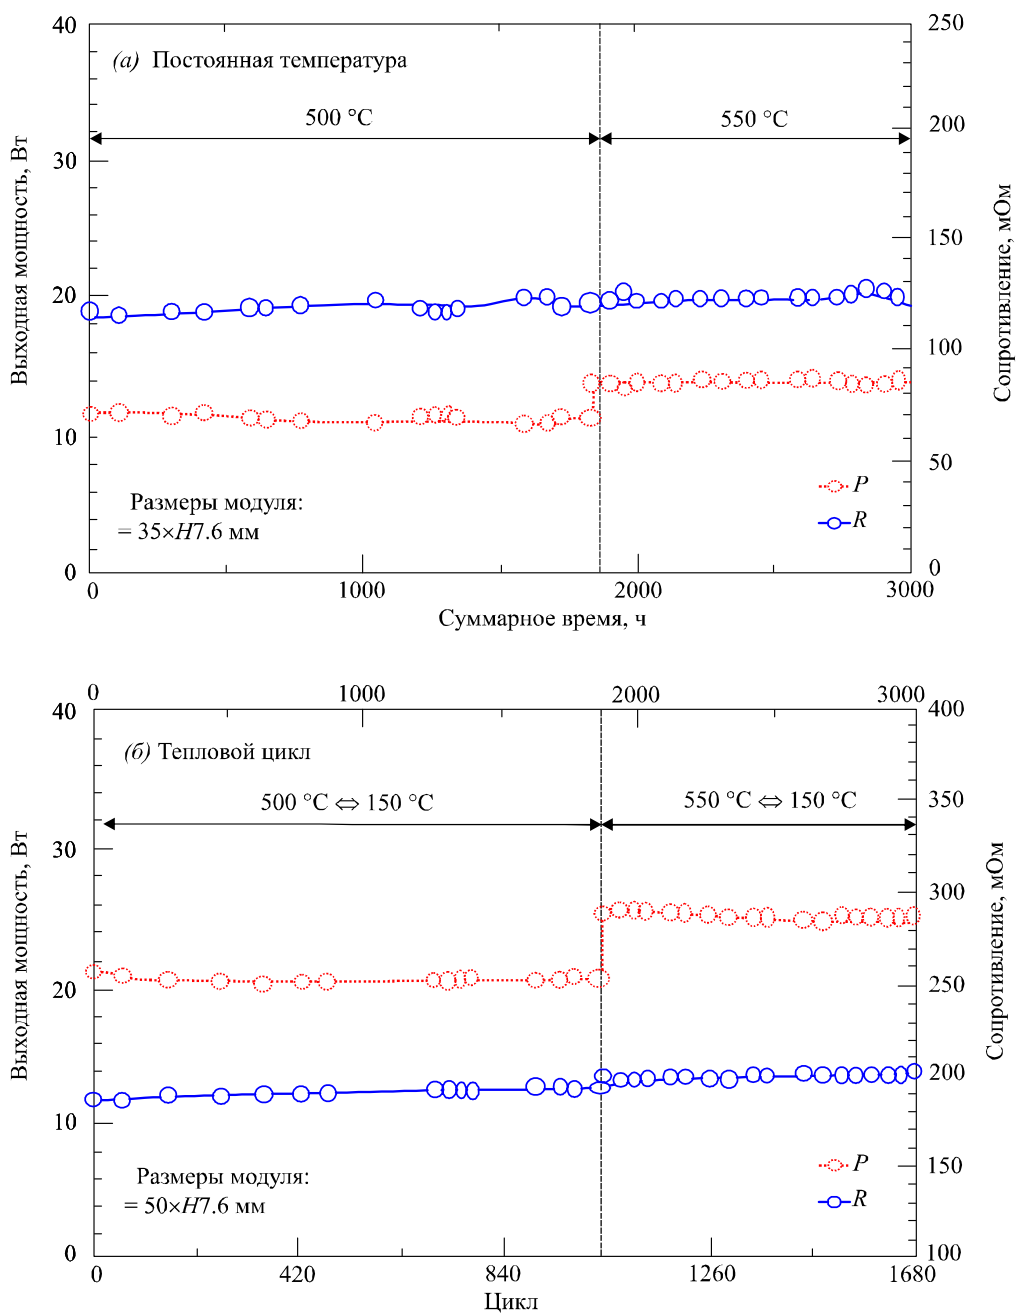 40
250
(а) Постоянная температура
500 °C
550 °C
200
30
150
20
100
10
50
Размеры модуля:
= 35×H7.6 мм
P
R
0
0
0
1000
2000
3000
Суммарное время, ч
Выходная мощность, Вт
Сопротивление, мОм
0
1000
2000
3000
40
400
(б) Тепловой цикл
500 °C ⇔ 150 °C
550 °C ⇔ 150 °C
350
30
300
20
250
200
10
150
Размеры модуля:
= 50×H7.6 мм
P
R
0
100
0
420
840
1260
1680
Цикл
Выходная мощность, Вт
Сопротивление, мОм